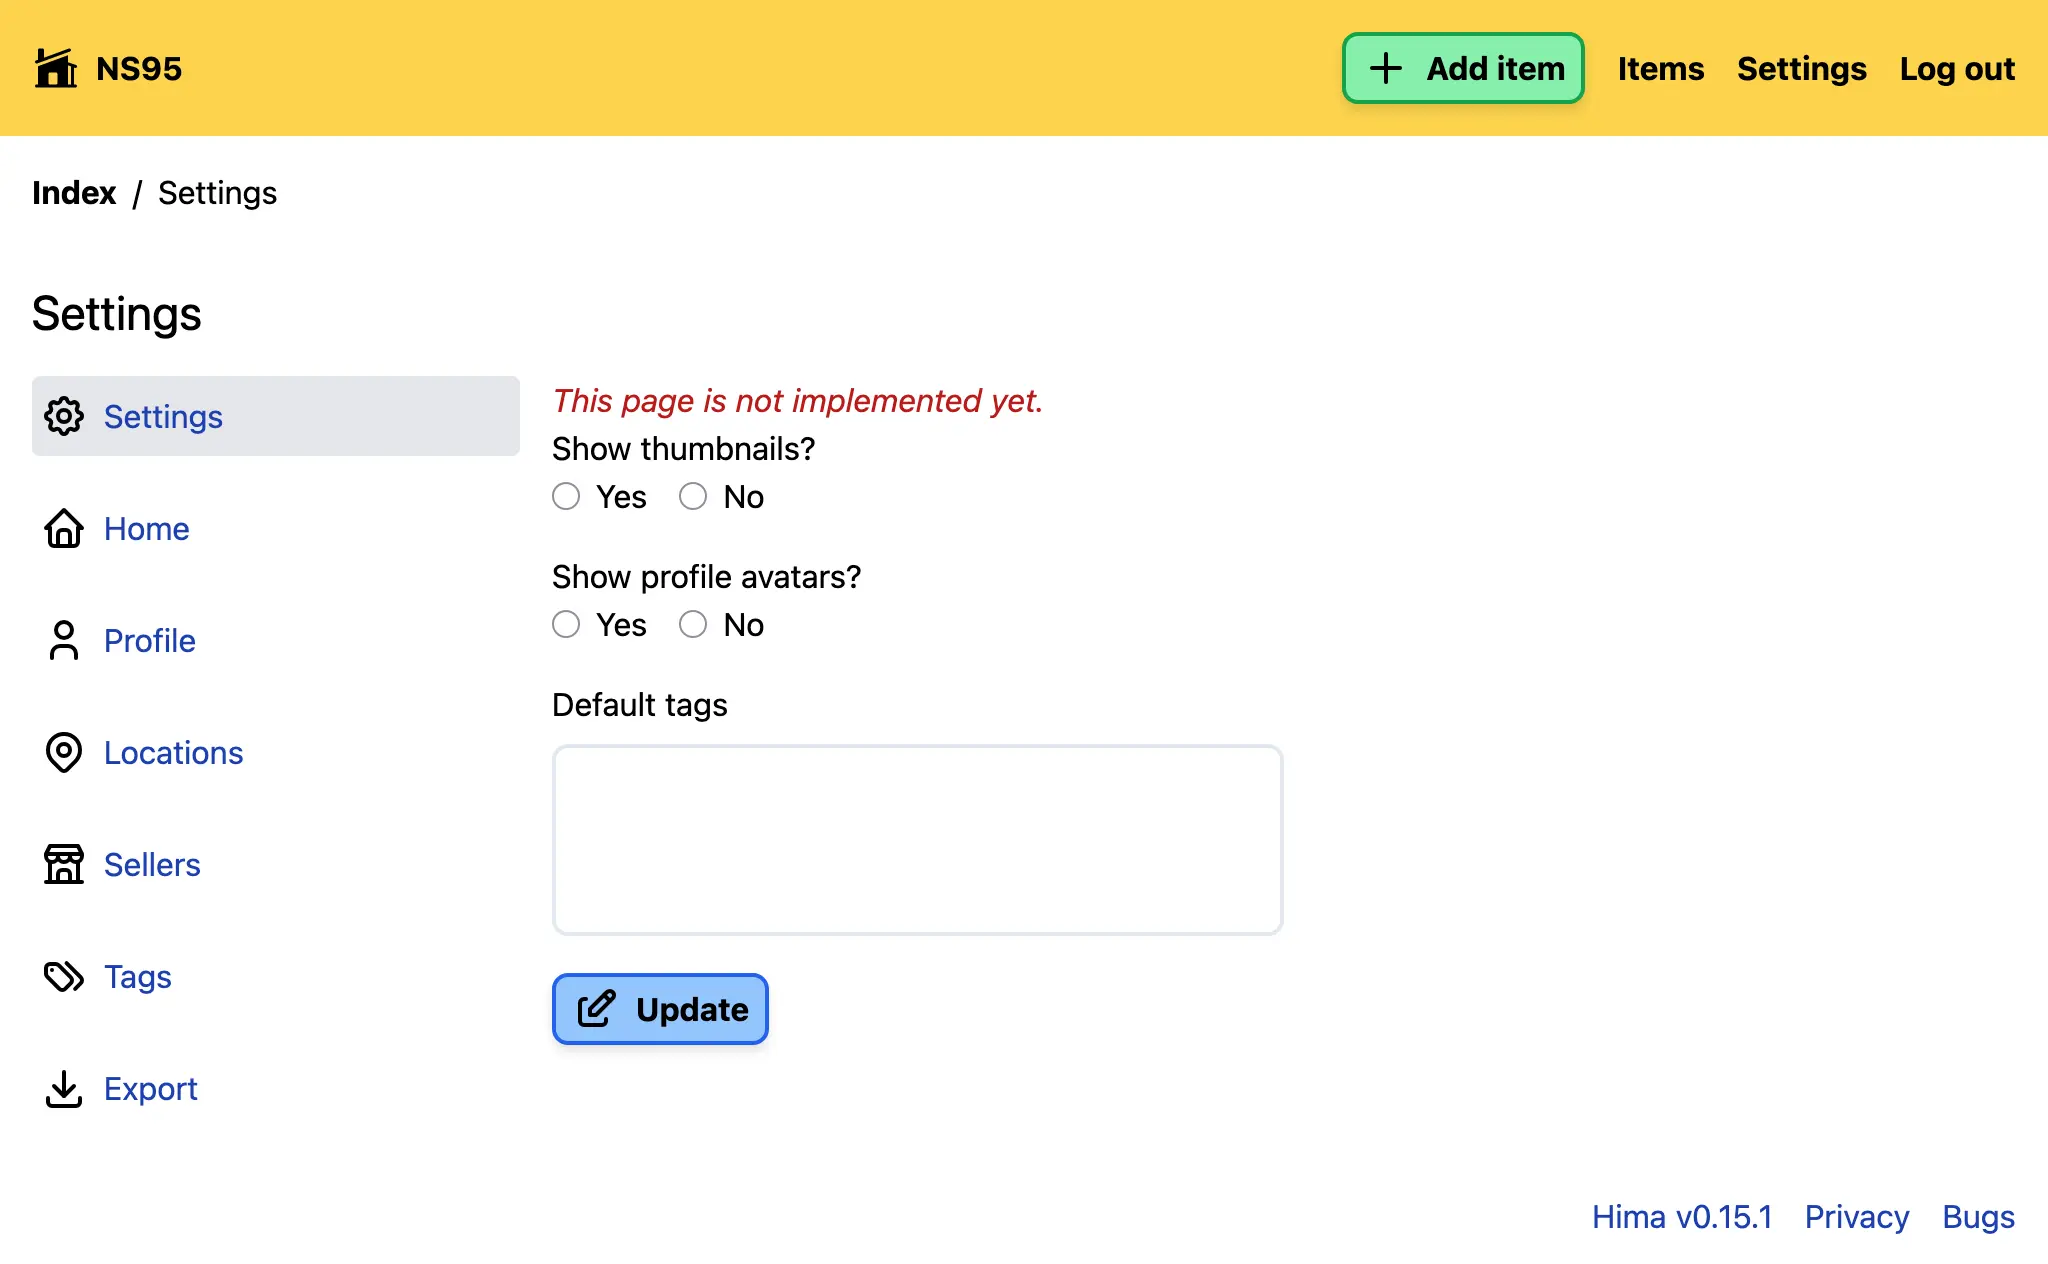 NS95
Add item
Items
Settings
Log out
Index / Settings
Settings
Settings
Home
Profile
Locations
Sellers
Tags
Export
This page is not implemented yet.
Show thumbnails?
Yes No
Show profile avatars?
Yes No
Default tags
Update
Hima v0.15.1
Privacy
Bugs